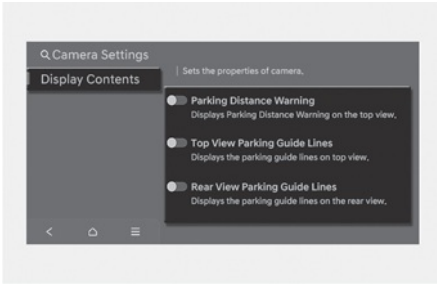 Camera Settings
Display Contents
Sets the properties of camera.
Parking Distance Warning
Displays Parking Distance Warning on the top view.
Top View Parking Guide Lines
Displays the parking guide lines on top view.
Rear View Parking Guide Lines
Displays the parking guide lines on the rear view.